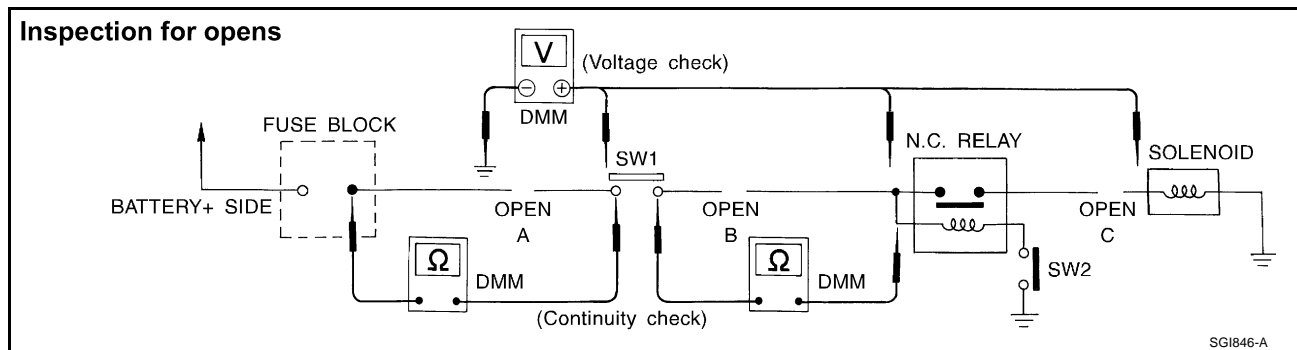 Inspection for opens
V
(Voltage check)
− +
DMM
FUSE BLOCK
N.C. RELAY
SW1
SOLENOID
BATTERY+ SIDE
OPEN
A
OPEN
B
OPEN
C
Ω
DMM
Ω
DMM
SW2
(Continuity check)
SGI846-A